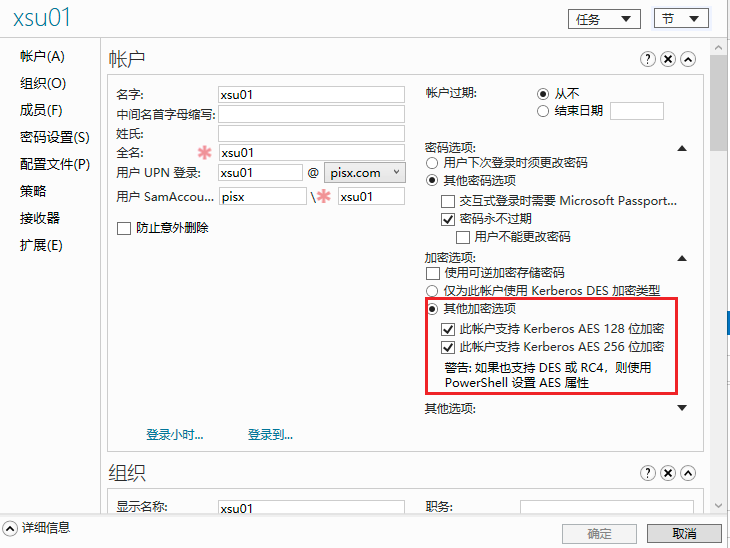 xsu01
任务
节
帐户(A)
组织(O)
成员(F)
密码设置(S)
配置文件(P)
策略
接收器
扩展(E)
帐户
名字:
xsu01
中间名首字母缩写:
姓氏:
全名:
xsu01
用户 UPN 登录:
xsu01
@
pisx.com
用户 SamAccou...
pisx
\
xsu01
防止意外删除
登录小时...
登录到...
帐户过期:
从不
结束日期
密码选项:
用户下次登录时须更改密码
其他密码选项
交互式登录时需要 Microsoft Passport...
密码永不过期
用户不能更改密码
加密选项:
使用可逆加密存储密码
仅为此帐户使用 Kerberos DES 加密类型
其他加密选项
此帐户支持 Kerberos AES 128 位加密
此帐户支持 Kerberos AES 256 位加密
警告: 如果也支持 DES 或 RC4，则使用
PowerShell 设置 AES 属性
其他选项:
组织
显示名称:
xsu01
职务:
详细信息
确定
取消